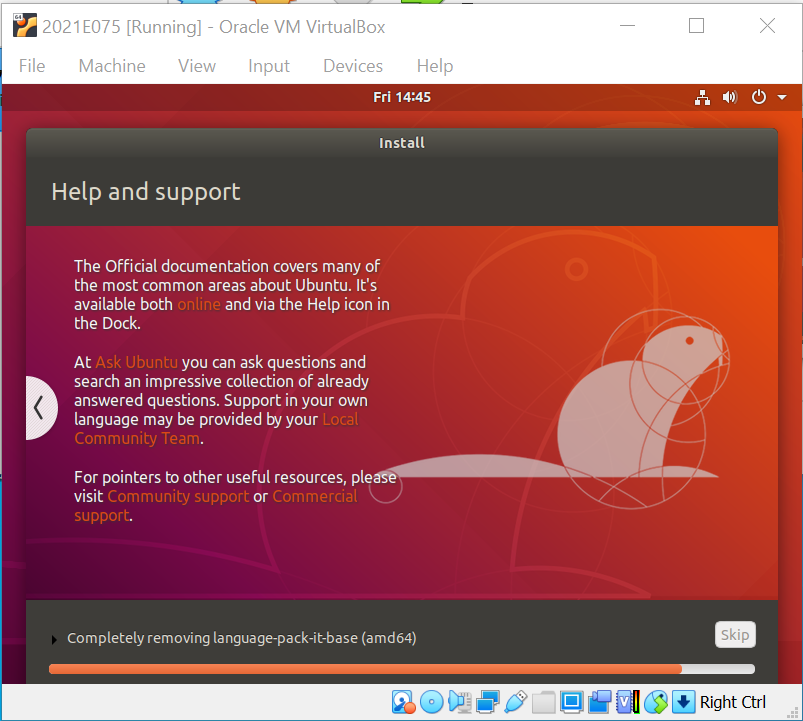 2021E075 [Running] - Oracle VM VirtualBox
File Machine View Input Devices Help
Fri 14:45
Install
Help and support
The Official documentation covers many of
the most common areas about Ubuntu. It's
available both online and via the Help icon in
the Dock.
At Ask Ubuntu you can ask questions and
search an impressive collection of already
answered questions. Support in your own
language may be provided by your Local
Community Team.
For pointers to other useful resources, please
visit Community support or Commercial
support.
Completely removing language-pack-it-base (amd64)
Skip
Right Ctrl